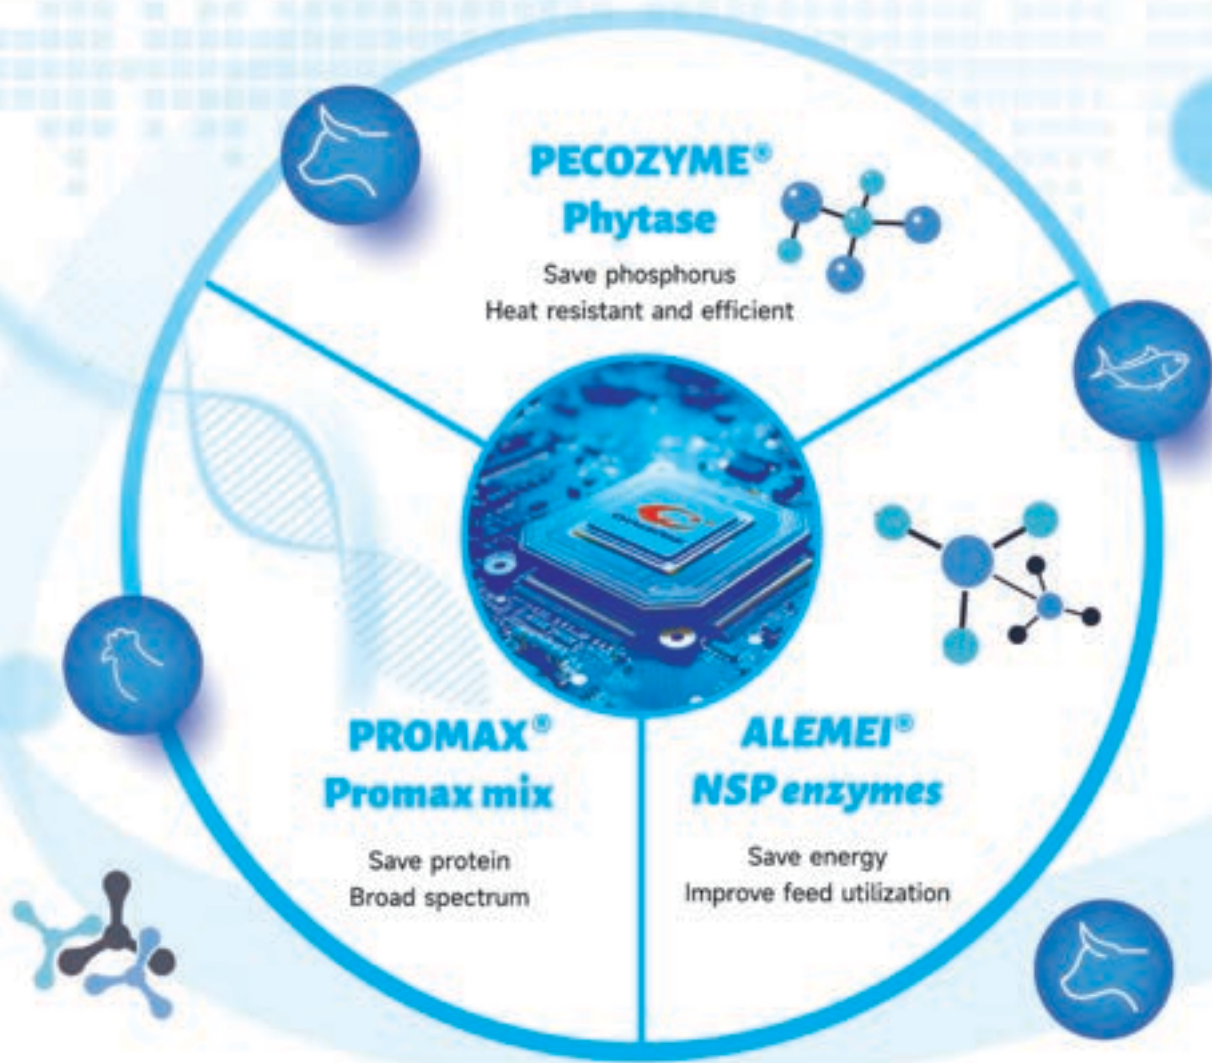 PECOZYME®
Phytase
Save phosphorus
Heat resistant and efficient
PROMAX®
Promax mix
Save protein
Broad spectrum
ALEMEI®
NSP enzymes
Save energy
Improve feed utilization